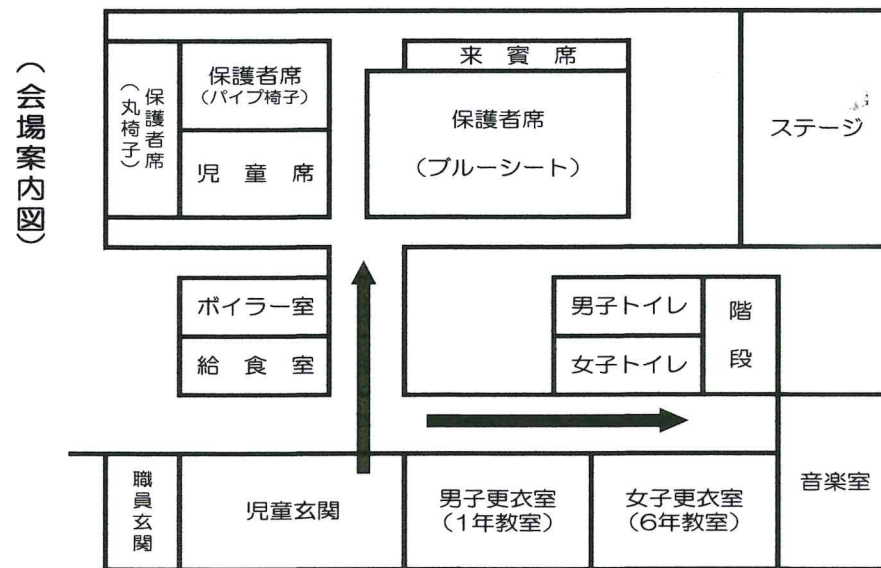 （会場案内図）
保護者席
（丸椅子）
保護者席
（パイプ椅子）
児童席
来賓席
保護者席
（ブルーシート）
ステージ
ボイラー室
給食室
男子トイレ
女子トイレ
階段
職員玄関
児童玄関
男子更衣室
（1年教室）
女子更衣室
（6年教室）
音楽室